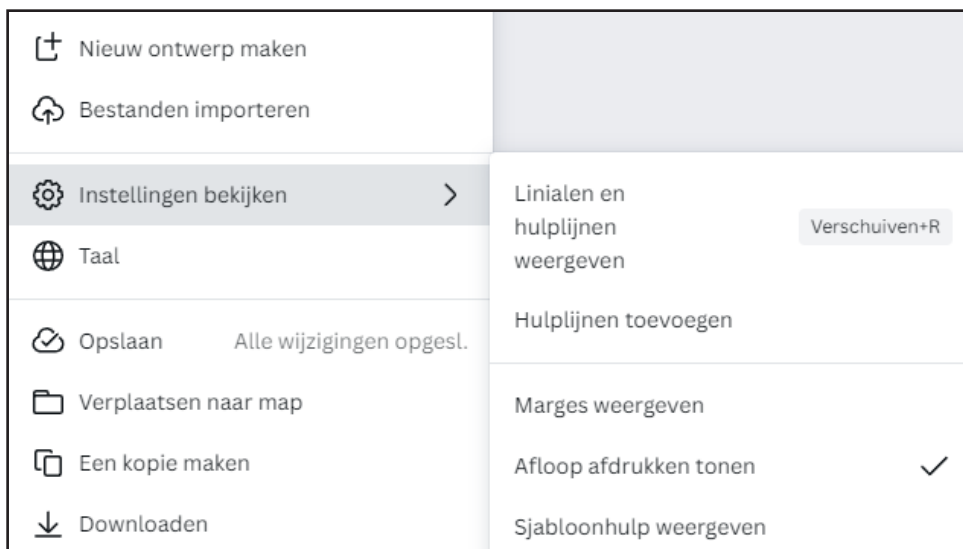 Nieuw ontwerp maken
Bestanden importeren
Instellingen bekijken
Taal
Opslaan Alle wijzigingen opgesl.
Verplaatsen naar map
Een kopie maken
Downloaden
Linialen en
hulplijnen Verschuiven+R
weergeven
Hulplijnen toevoegen
Marges weergeven
Afloop afdrukken tonen
Sjabloonhulp weergeven